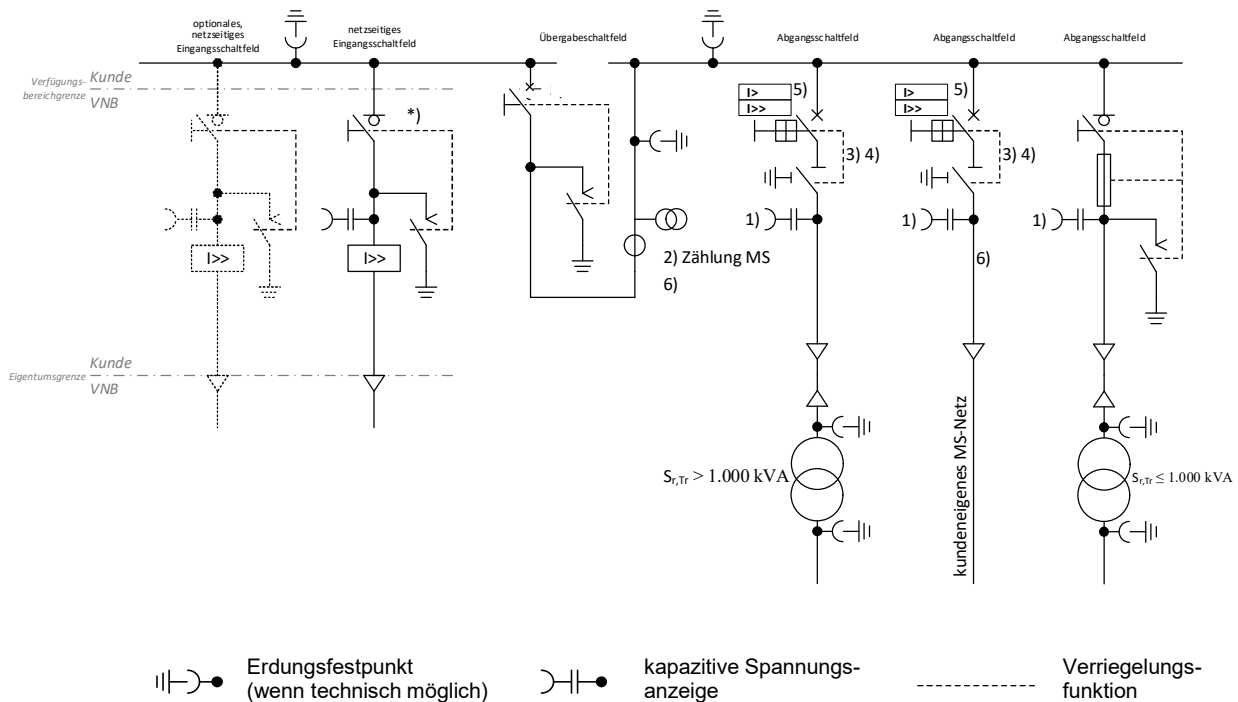 optionales,
netzseitiges
Eingangsschaltfeld
netzseitiges
Eingangsschaltfeld
Übergabeschaltfeld
Abgangsschaltfeld
Abgangsschaltfeld
Abgangsschaltfeld
Verfügungs-
bereichgrenze
Kunde
VNB
*)
I>
I>>
5)
I>
I>>
5)
3) 4)
3) 4)
1)
1)
1)
I>>
I>>
2) Zählung MS
6)
6)
Eigentumsgrenze
Kunde
VNB
Sr,Tr > 1.000 kVA
kundeneigenes MS-Netz
Sr,Tr ≤ 1.000 kVA
Erdungsfestpunkt
(wenn technisch möglich)
kapazitive Spannungs-
anzeige
Verriegelungs-
funktion